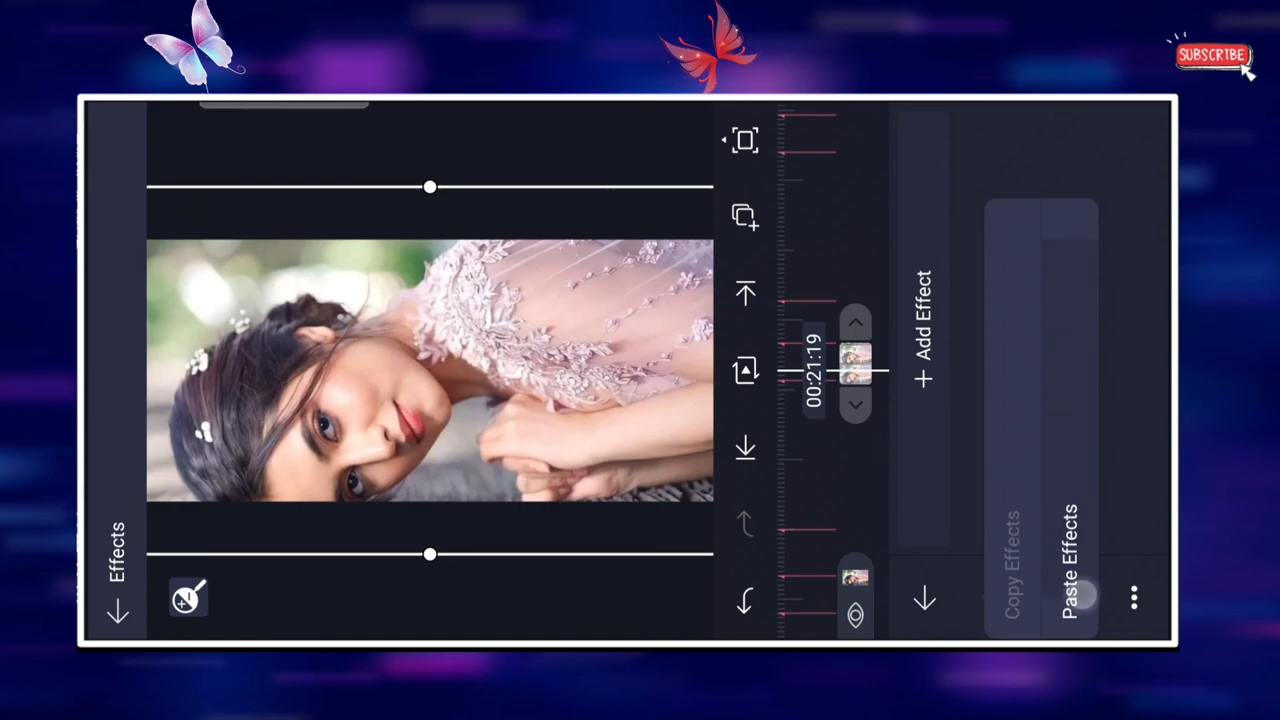 SUBSCRIBE
Effects
00:21:19
+ Add Effect
Copy Effects
Paste Effects